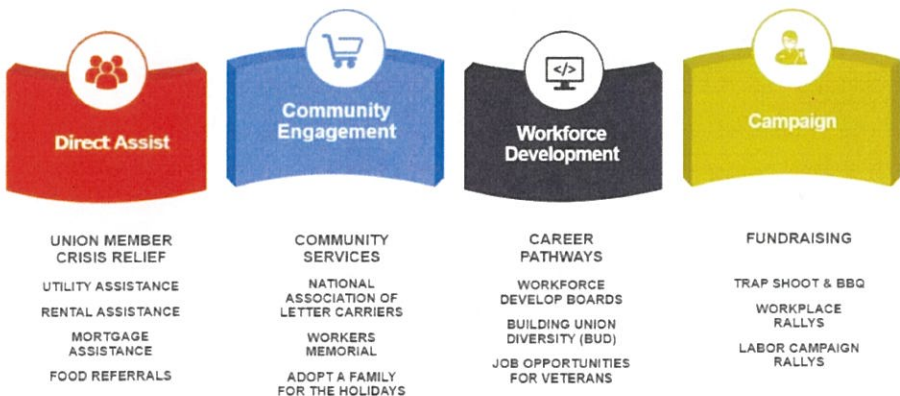 Direct Assist
Community
Engagement
Workforce
Development
Campaign
UNION MEMBER
CRISIS RELIEF
UTILITY ASSISTANCE
RENTAL ASSISTANCE
MORTGAGE
ASSISTANCE
FOOD REFERRALS
COMMUNITY
SERVICES
NATIONAL
ASSOCIATION OF
LETTER CARRIERS
WORKERS
MEMORIAL
ADOPT A FAMILY
FOR THE HOLIDAYS
CAREER
PATHWAYS
WORKFORCE
DEVELOP BOARDS
BUILDING UNION
DIVERSITY (BUD)
JOB OPPORTUNITIES
FOR VETERANS
FUNDRAISING
TRAP SHOOT & BBQ
WORKPLACE
RALLYS
LABOR CAMPAIGN
RALLYS